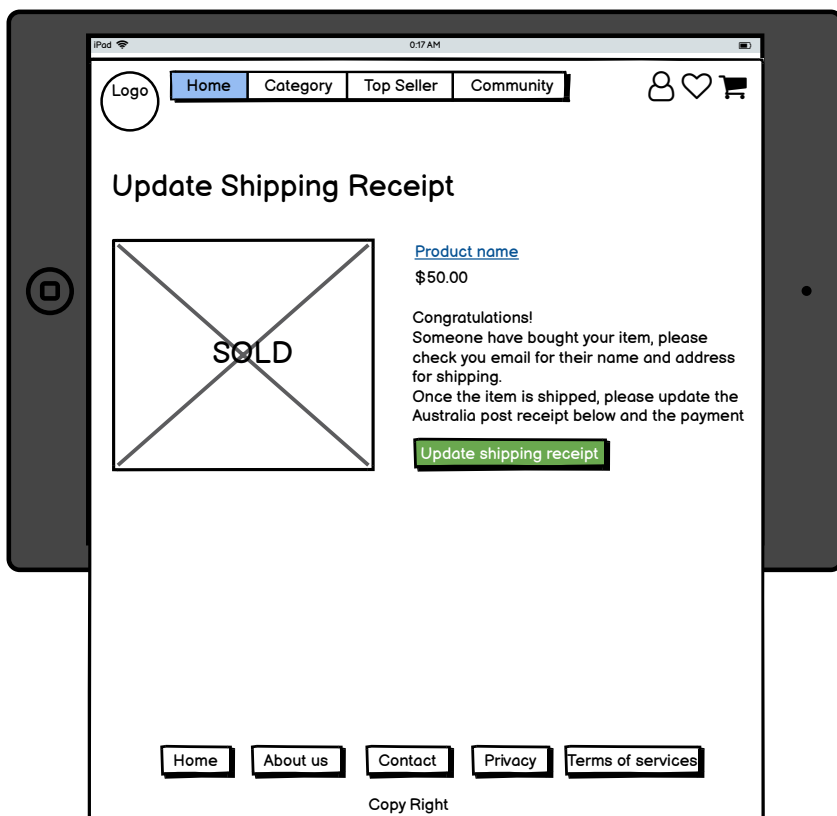 iPad 0:17 AM
Logo Home Category Top Seller Community
Update Shipping Receipt
SOLD
Product name
$50.00
Congratulations!
Someone have bought your item, please
check you email for their name and address
for shipping.
Once the item is shipped, please update the
Australia post receipt below and the payment
Update shipping receipt
Home About us Contact Privacy Terms of services
Copy Right